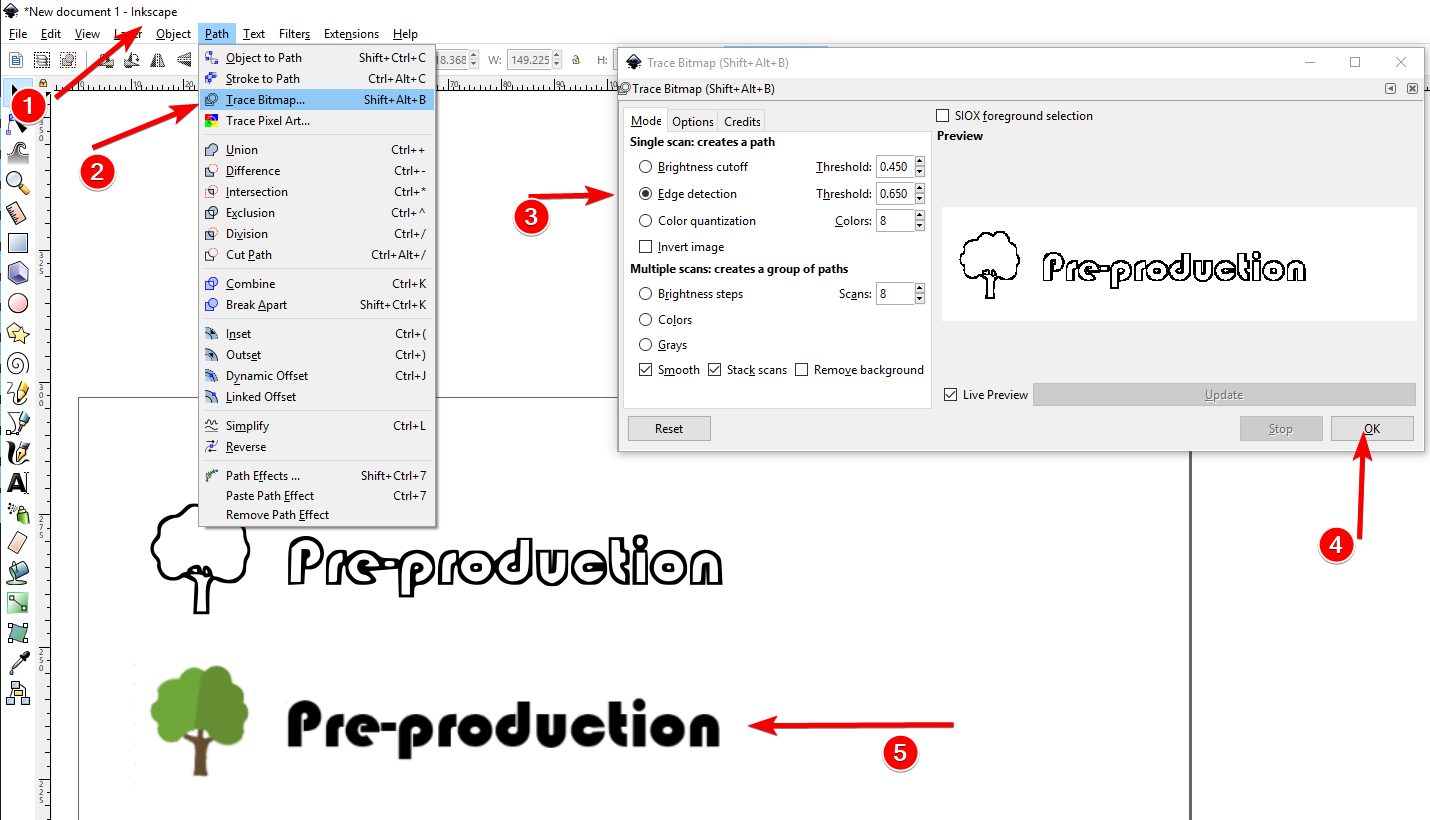 *New document 1 - Inkscape
File Edit View Layer Object Path Text Filters Extensions Help
18.368 W: 149.225 H:
Object to Path Shift+Ctrl+C
Stroke to Path Ctrl+Alt+C
Trace Bitmap... Shift+Alt+B
Trace Pixel Art...
Union Ctrl++
Difference Ctrl+-
Intersection Ctrl+*
Exclusion Ctrl+^
Division Ctrl+/
Cut Path Ctrl+Alt+/
Combine Ctrl+K
Break Apart Shift+Ctrl+K
Inset Ctrl+(
Outset Ctrl+)
Dynamic Offset Ctrl+J
Linked Offset
Simplify Ctrl+L
Reverse
Path Effects ... Shift+Ctrl+7
Paste Path Effect Ctrl+7
Remove Path Effect
1
2
3
Trace Bitmap (Shift+Alt+B)
Trace Bitmap (Shift+Alt+B)
Mode Options Credits
Single scan: creates a path
Brightness cutoff Threshold: 0.450
Edge detection Threshold: 0.650
Color quantization Colors: 8
Invert image
Multiple scans: creates a group of paths
Brightness steps Scans: 8
Colors
Grays
Smooth Stack scans Remove background
Reset
SIOX foreground selection
Preview
Pre-production
Live Preview Update
Stop OK
4
Pre-production
Pre-production
5